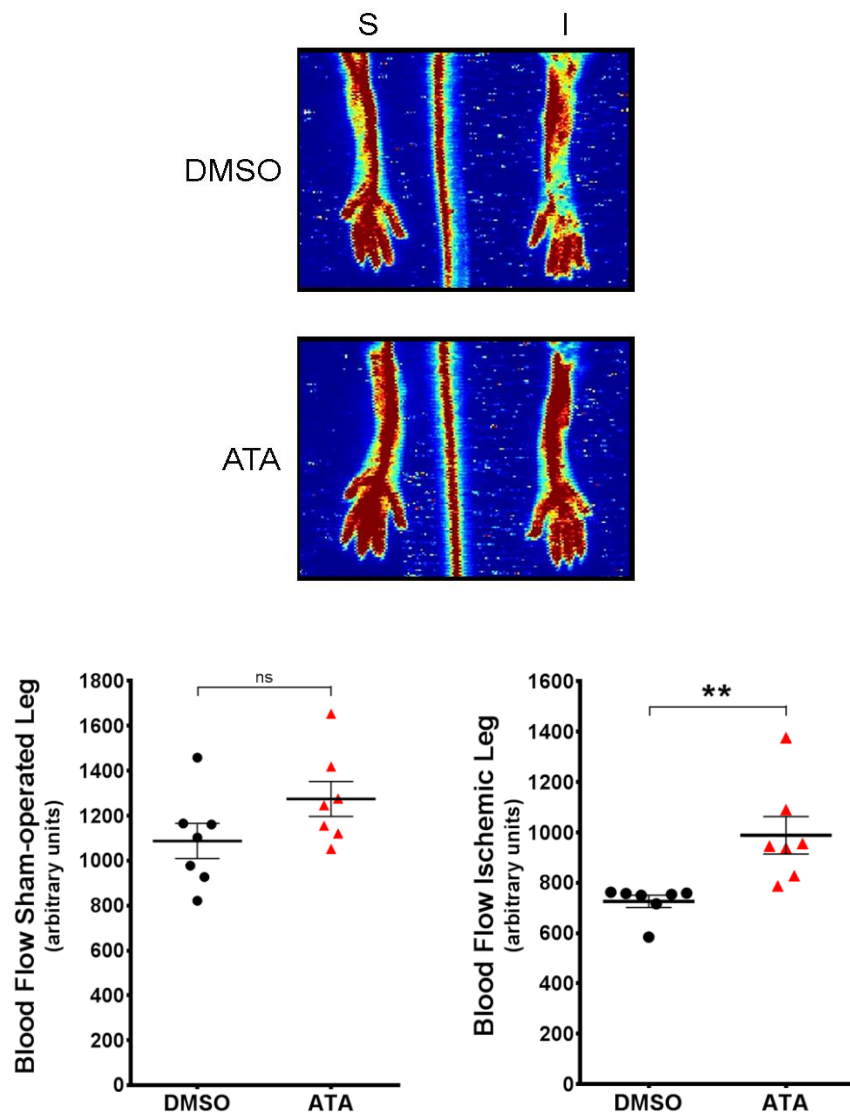 S I
DMSO
ATA
Blood Flow Sham-operated Leg
(arbitrary units)
1800
1600
1400
1200
1000
800
600
400
200
0
ns
DMSO ATA
Blood Flow Ischemic Leg
(arbitrary units)
1600
1400
1200
1000
800
600
400
200
0
**
DMSO ATA